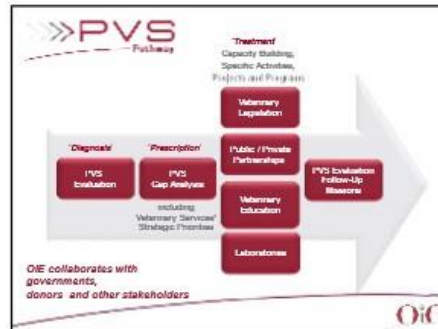 >>>PVS
Pathway
"Treatment"
Capacity Building,
Specific Activities,
Projects and Programs
Veterinary
Legislation
"Diagnosis"
"Prescription"
PVS
Evaluation
PVS
Gap Analysis
including
Veterinary Services'
Strategic Priorities
Public / Private
Partnerships
Veterinary
Education
Laboratories
PVS Evaluation
Follow-Up
Missions
OIE collaborates with
governments,
donors and other stakeholders
OIE